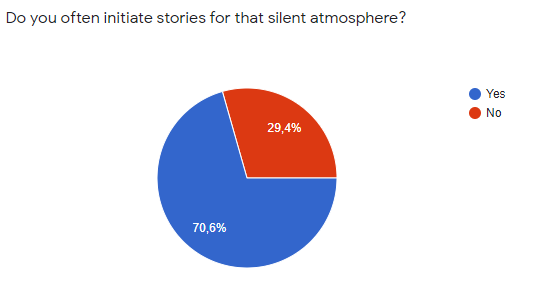 Do you often initiate stories for that silent atmosphere?
Yes
No
29,4%
70,6%